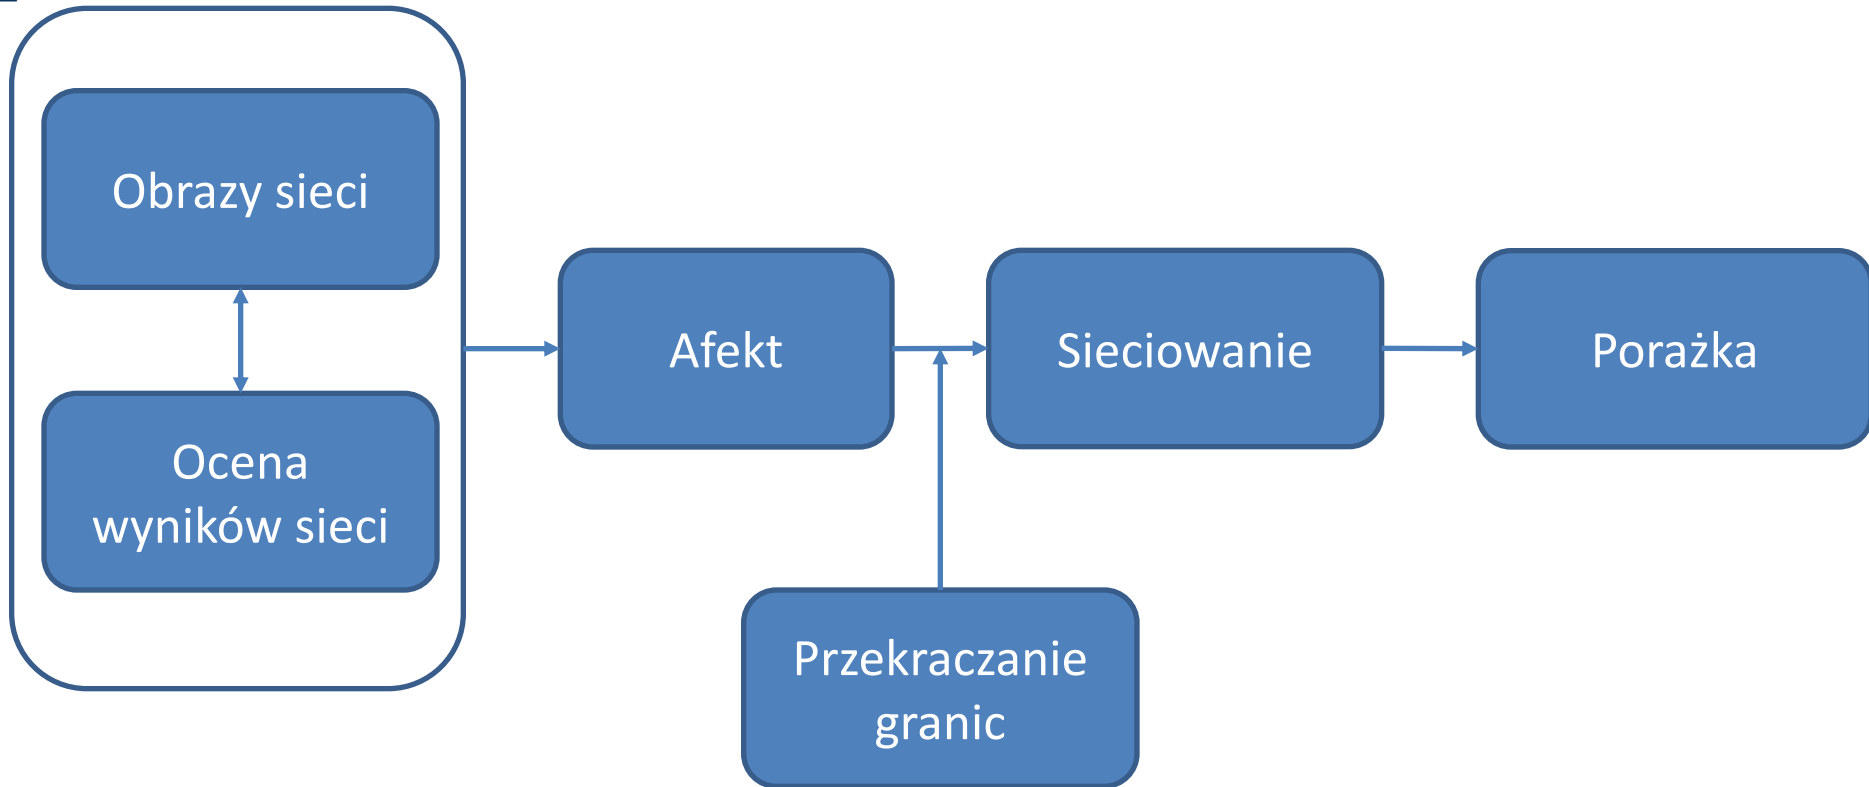 Obrazy sieci
Ocena
wyników sieci
Afekt
Sieciowanie
Porażka
Przekraczanie
granic